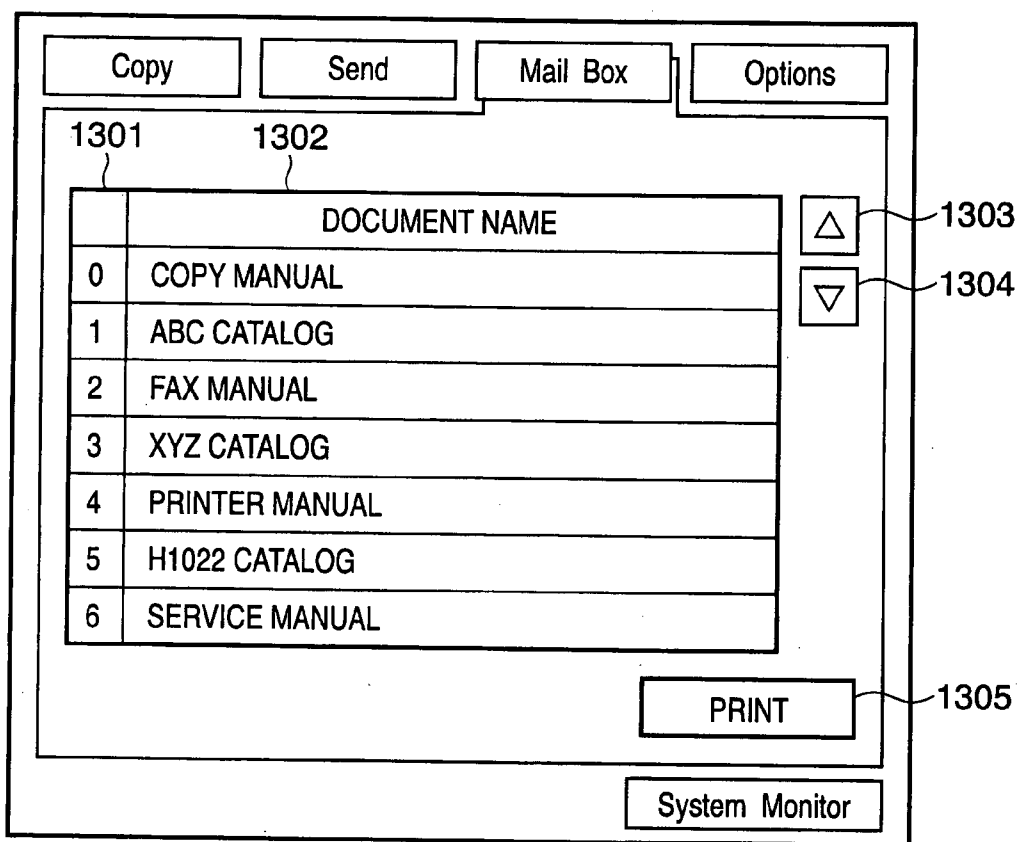 Copy Send Mail Box Options
1301 1302
DOCUMENT NAME
1303
0 COPY MANUAL
1304
1 ABC CATALOG
2 FAX MANUAL
3 XYZ CATALOG
4 PRINTER MANUAL
5 H1022 CATALOG
6 SERVICE MANUAL
PRINT
1305
System Monitor